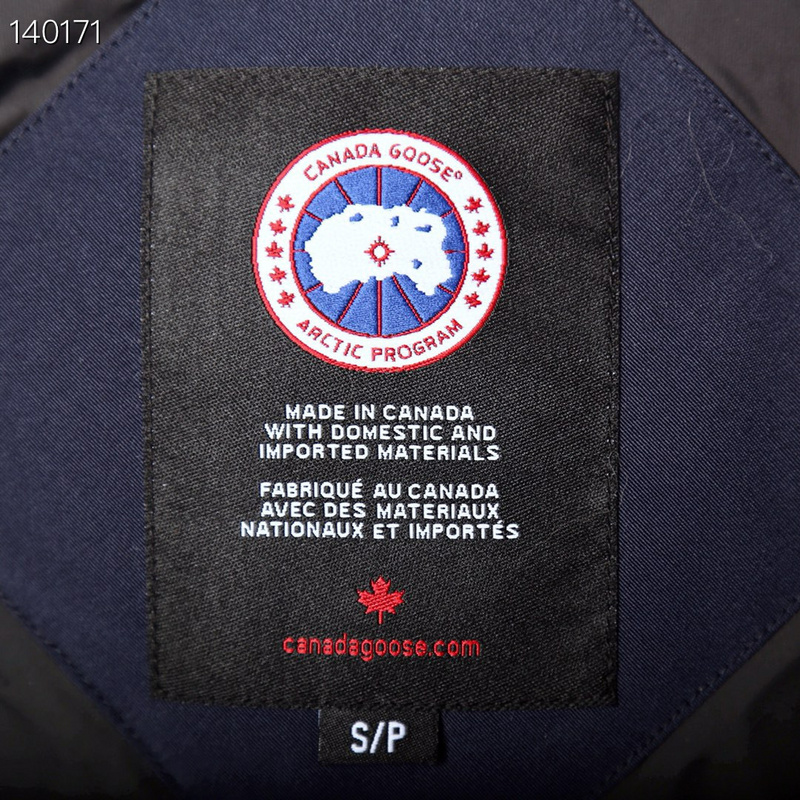 140171
CANADA GOOSE®
ARCTIC PROGRAM
MADE IN CANADA
WITH DOMESTIC AND
IMPORTED MATERIALS
FABRIQUÉ AU CANADA
AVEC DES MATERIAUX
NATIONAUX ET IMPORTÉS
canadagoose.com
S/P